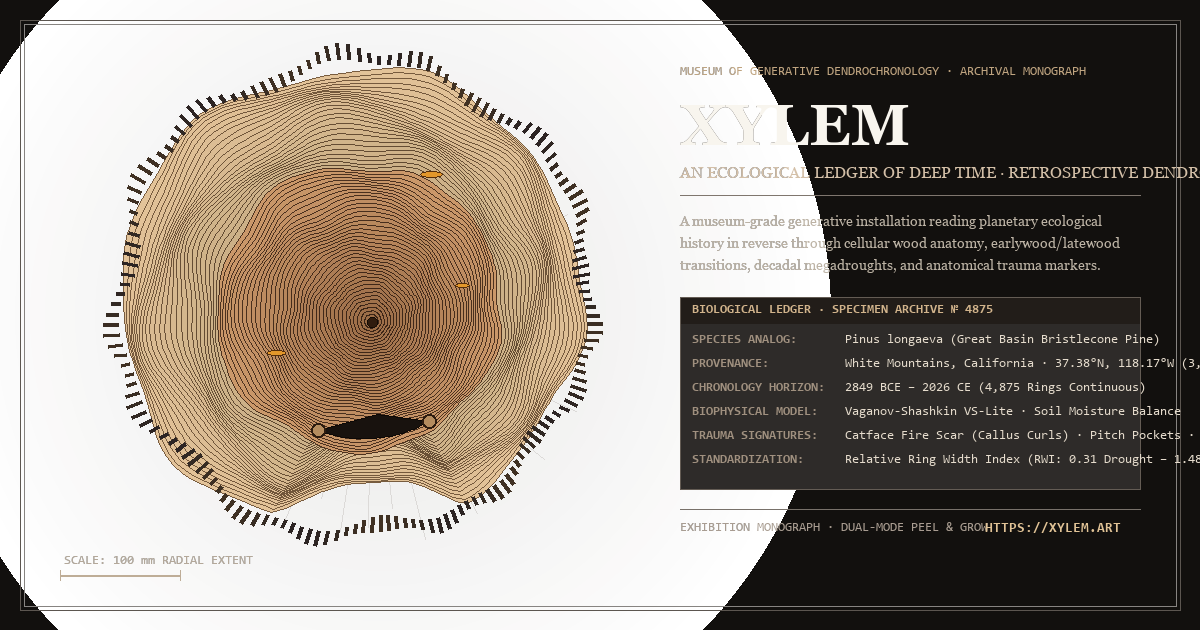 MUSEUM OF GENERATIVE DENDROCHRONOLOGY · ARCHIVAL MONOGRAPH
XYLEM
AN ECOLOGICAL LEDGER OF DEEP TIME · RETROSPECTIVE
A museum-grade generative installation reading planetary ecological
history in reverse through cellular wood anatomy, earlywood/latewood
transitions, decadal megadroughts, and anatomical trauma markers.
BIOLOGICAL LEDGER · SPECIMEN ARCHIVE № 4875
SPECIES ANALOG: Pinus longaeva (Great Basin Bristlecone Pine)
PROVENANCE: White Mountains, California · 37.38°N, 118.17°W (3,
CHRONOLOGY HORIZON: 2849 BCE – 2026 CE (4,875 Rings Continuous)
BIOPHYSICAL MODEL: Vaganov-Shashkin VS-Lite · Soil Moisture Balance
TRAUMA SIGNATURES: Catface Fire Scar (Callus Curls) · Pitch Pockets ·
STANDARDIZATION: Relative Ring Width Index (RWI: 0.31 Drought – 1.48
EXHIBITION MONOGRAPH · DUAL-MODE PEEL & GROW HTTPS://XYLEM.ART
SCALE: 100 mm RADIAL EXTENT